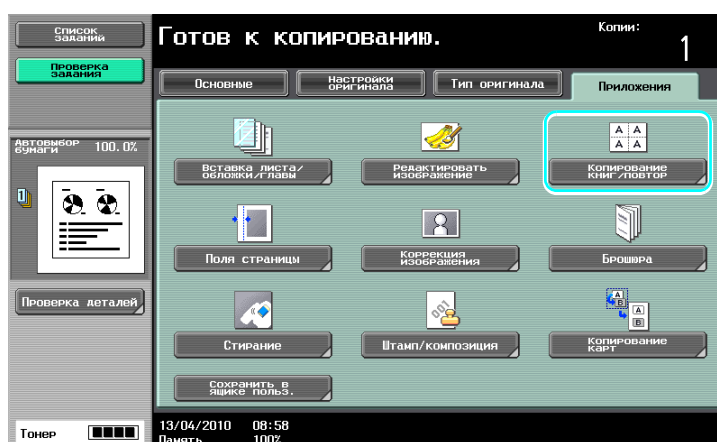 Список
заданий
Готов к копированию.
Копии:
1
Проверка
задания
Основные
Настройки
оригинала
Тип оригинала
Приложения
Автовыбор
бумаги
100.0%
1
Вставка листа/
обложки/главы
Редактировать
изображение
A A
A A
Копирование
книг/повтор
Поля страницы
Коррекция
изображения
Брошюра
Проверка деталей
Стирание
001
Штамп/композиция
A
B
A
B
Копирование
карт
Сохранить в
ящике польз.
Тонер
13/04/2010 08:58
Память 100%